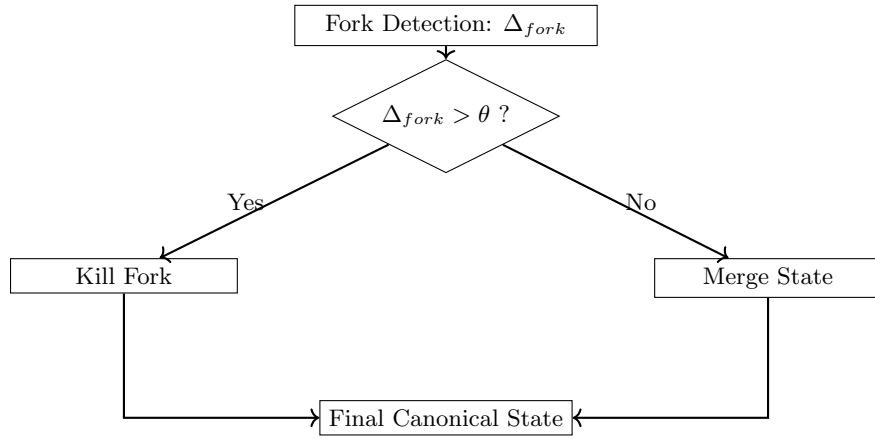 Fork Detection: Δ_fork
Δ_fork > θ ?
Yes
No
Kill Fork
Merge State
Final Canonical State